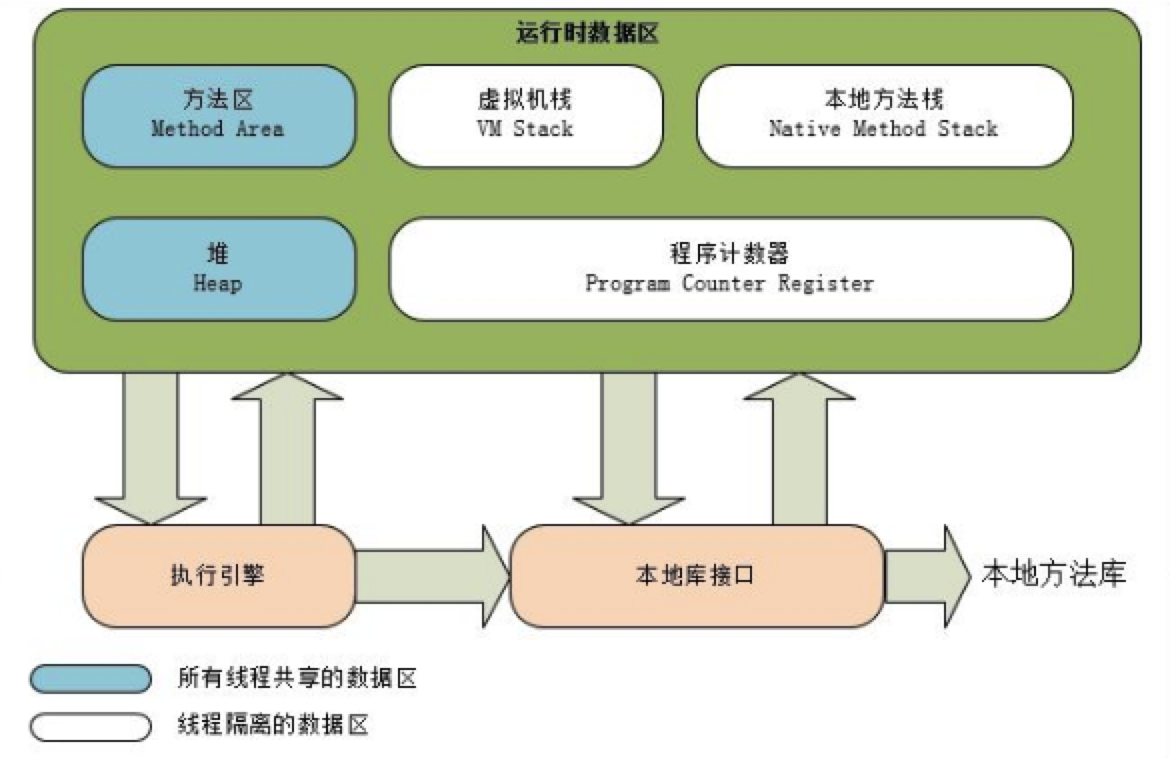 运行时数据区
方法区
Method Area
虚拟机栈
VM Stack
本地方法栈
Native Method Stack
堆
Heap
程序计数器
Program Counter Register
执行引擎
本地库接口
本地方法库
所有线程共享的数据区
线程隔离的数据区